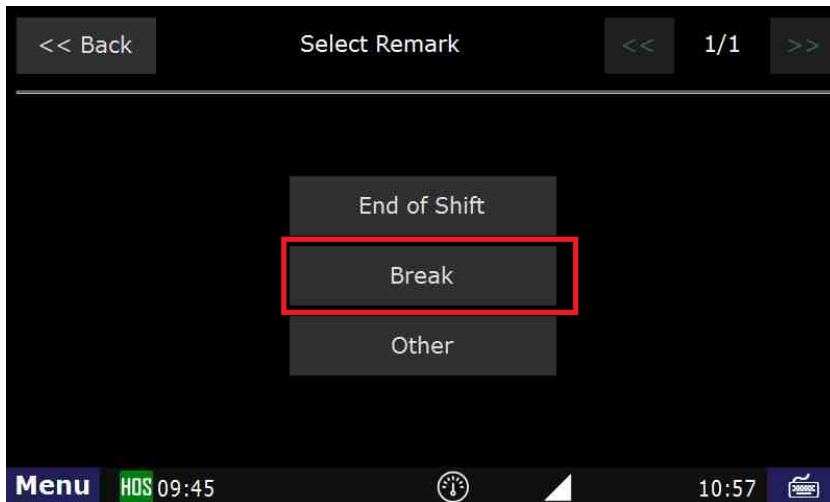 << Back Select Remark << 1/1 >>
End of Shift
Break
Other
Menu HOS 09:45 10:57